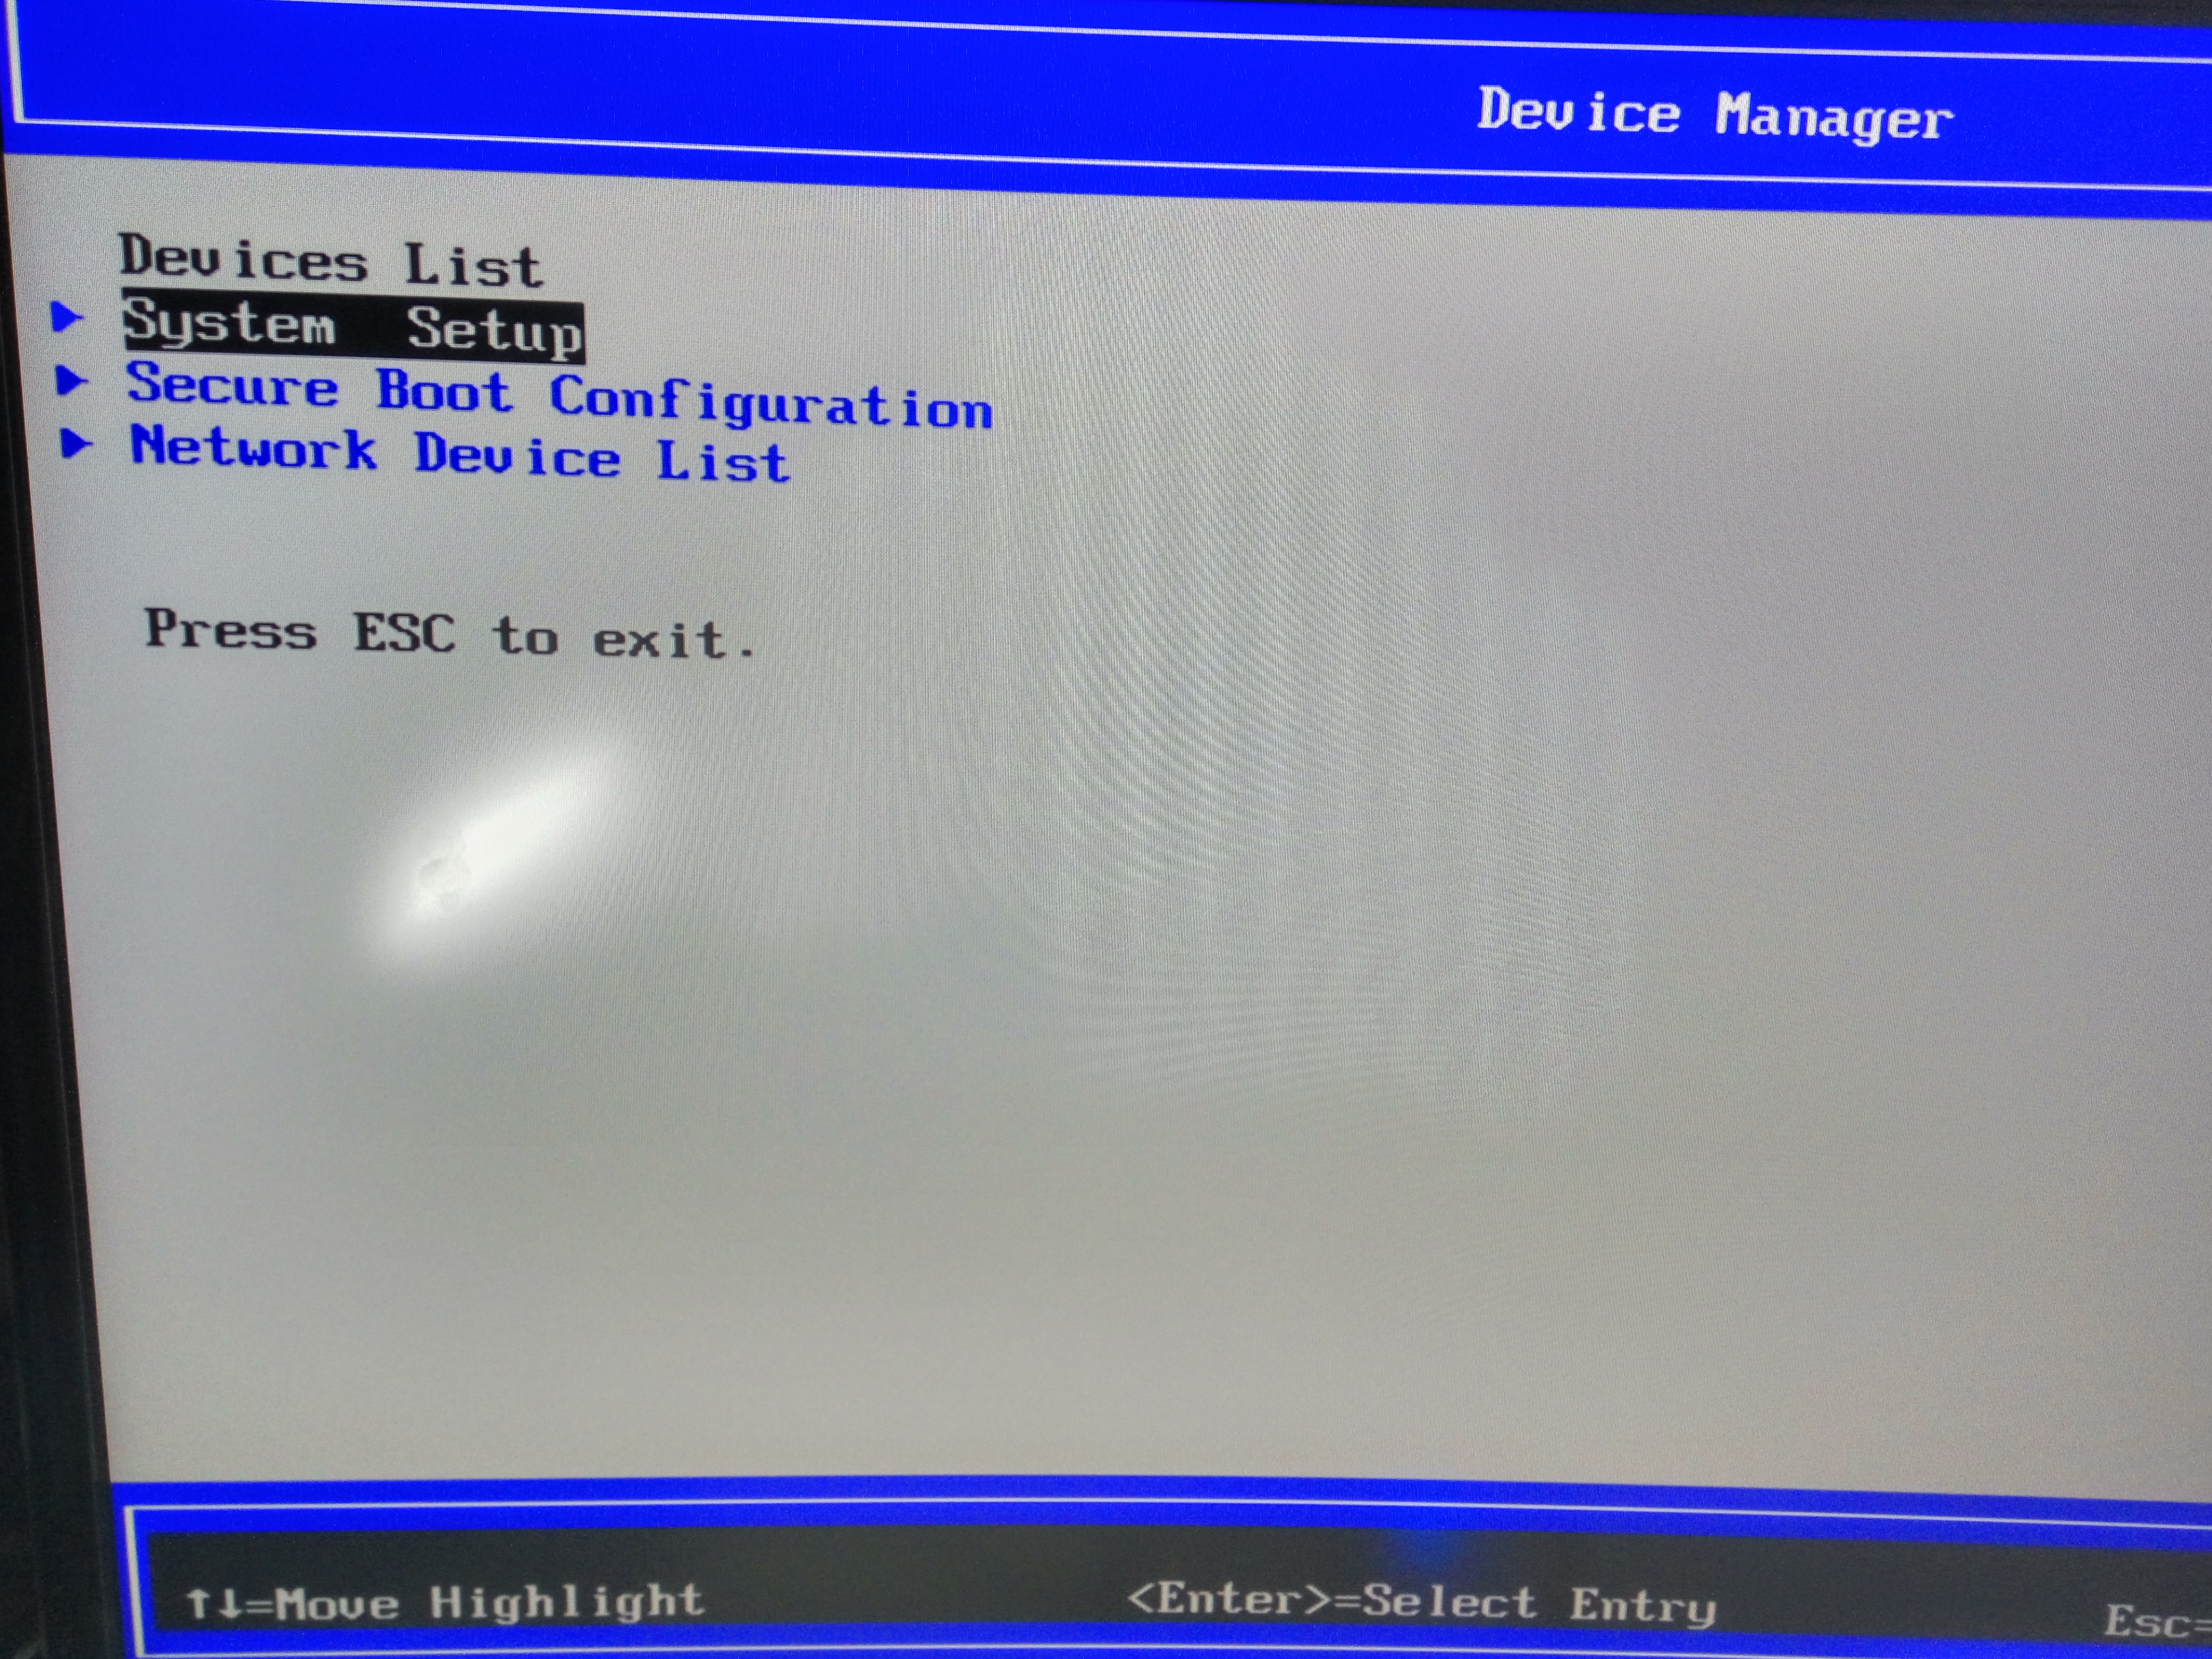 Device Manager
Devices List
System Setup
Secure Boot Configuration
Network Device List
Press ESC to exit.
↑↓=Move Highlight
<Enter>=Select Entry
Esc=